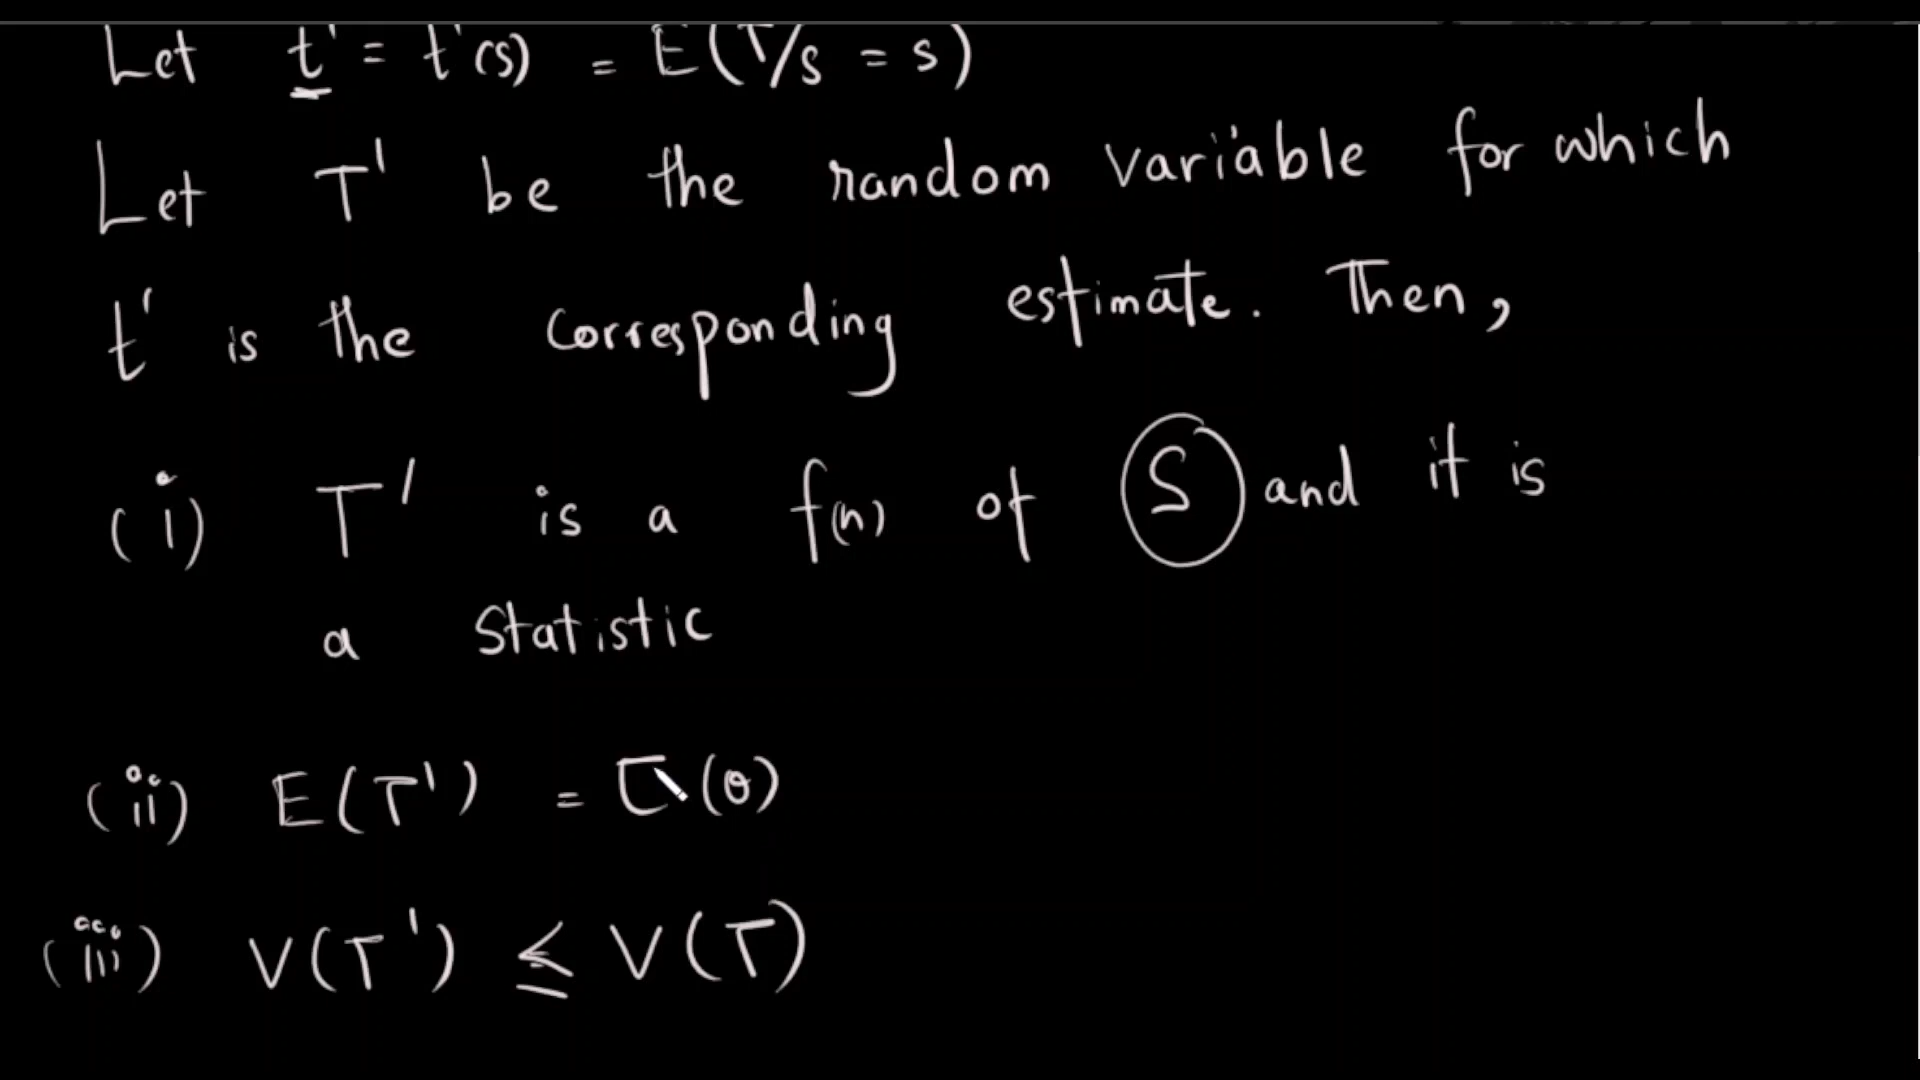 Let t' = t'(s) = E(T/s = s)
Let T' be the random variable for which
t' is the corresponding estimate. Then,
(i) T' is a f(n) of S and it is
a Statistic
(ii) E(T') = (θ)
(iii) V(T') ≤ V(T)